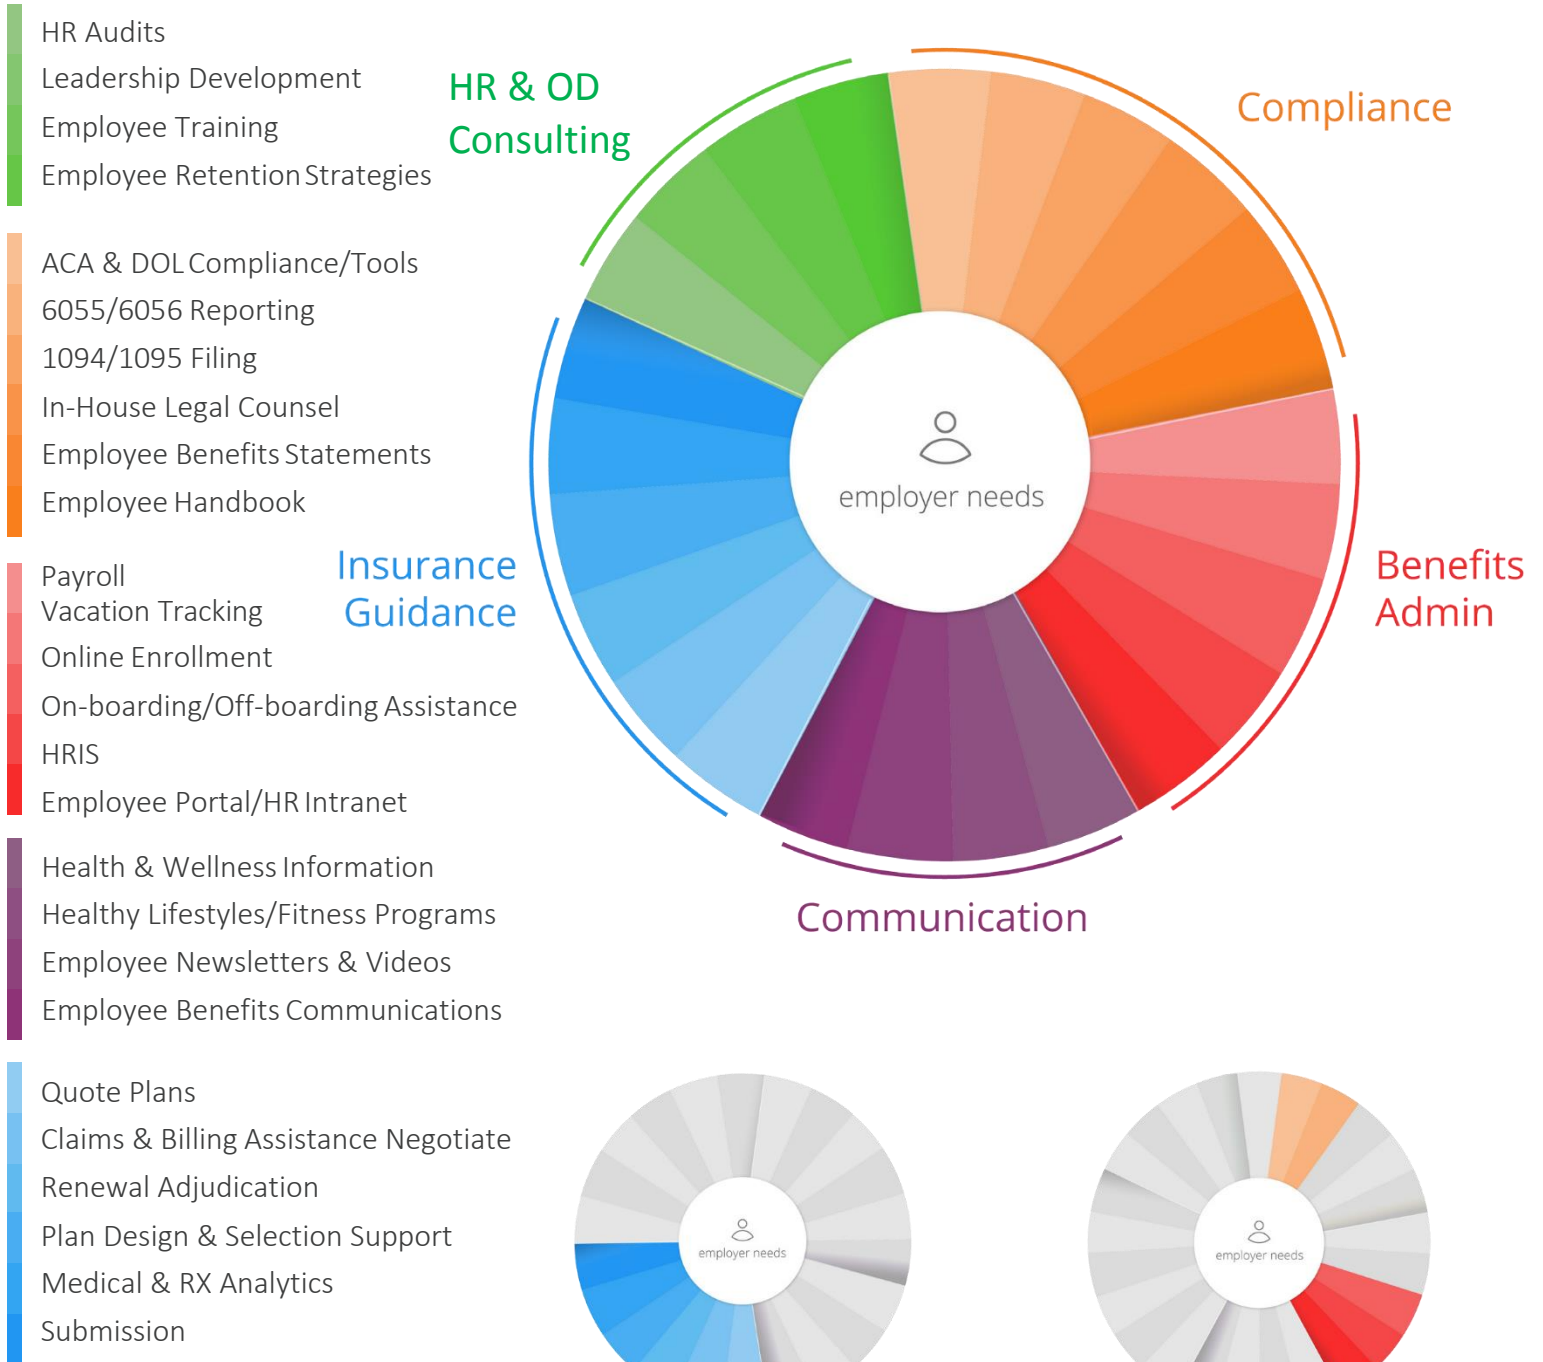 HR Audits
Leadership Development
Employee Training
Employee Retention Strategies
HR & OD
Consulting
Compliance
ACA & DOL Compliance/Tools
6055/6056 Reporting
1094/1095 Filing
In-House Legal Counsel
Employee Benefits Statements
Employee Handbook
employer needs
Payroll
Vacation Tracking
Online Enrollment
On-boarding/Off-boarding Assistance
HRIS
Employee Portal/HR Intranet
Insurance
Guidance
Benefits
Admin
Health & Wellness Information
Healthy Lifestyles/Fitness Programs
Employee Newsletters & Videos
Employee Benefits Communications
Communication
Quote Plans
Claims & Billing Assistance Negotiate
Renewal Adjudication
Plan Design & Selection Support
Medical & RX Analytics
Submission
employer needs
employer needs